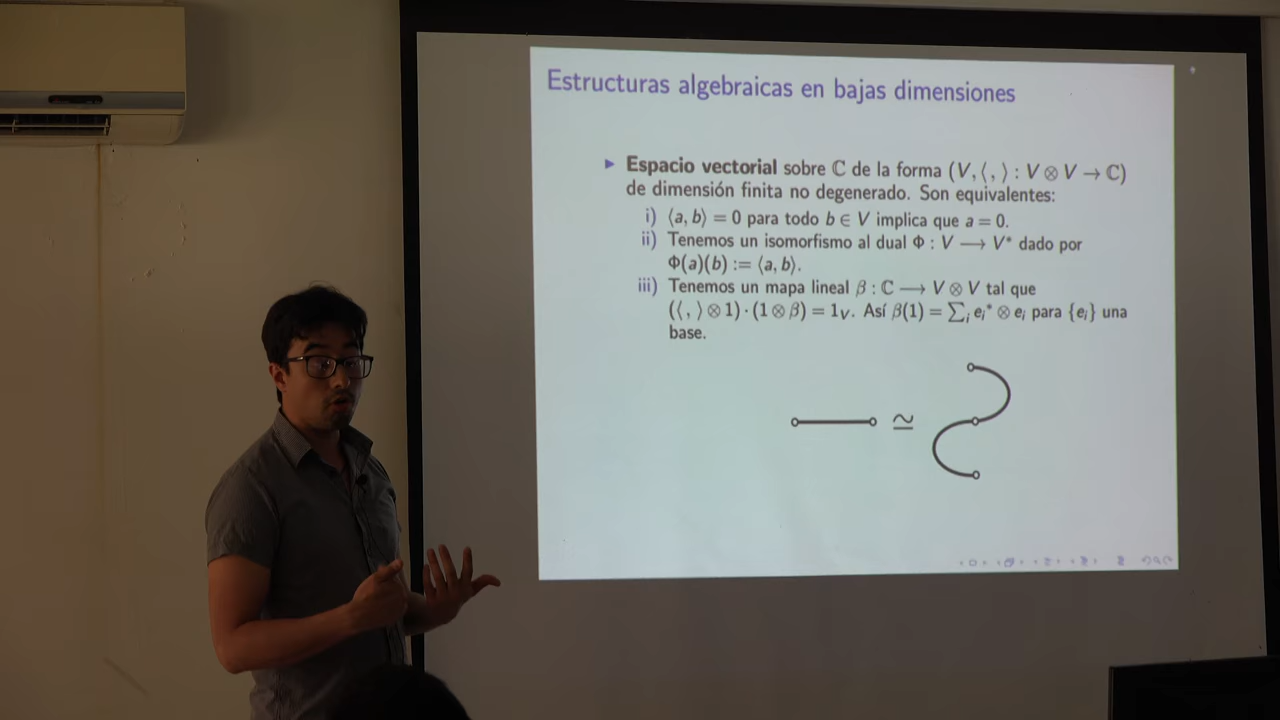 Estructuras algebraicas en bajas dimensiones
▶ Espacio vectorial sobre ℂ de la forma (V, ⟨ , ⟩ : V ⊗ V → ℂ)
de dimensión finita no degenerado. Son equivalentes:
i) ⟨a, b⟩ = 0 para todo b ∈ V implica que a = 0.
ii) Tenemos un isomorfismo al dual Φ : V ⟶ V* dado por
Φ(a)(b) := ⟨a, b⟩.
iii) Tenemos un mapa lineal β : ℂ ⟶ V ⊗ V tal que
(⟨ , ⟩ ⊗ 1) · (1 ⊗ β) = 1_V. Así β(1) = ∑_i e_i* ⊗ e_i para {e_i} una
base.
≃